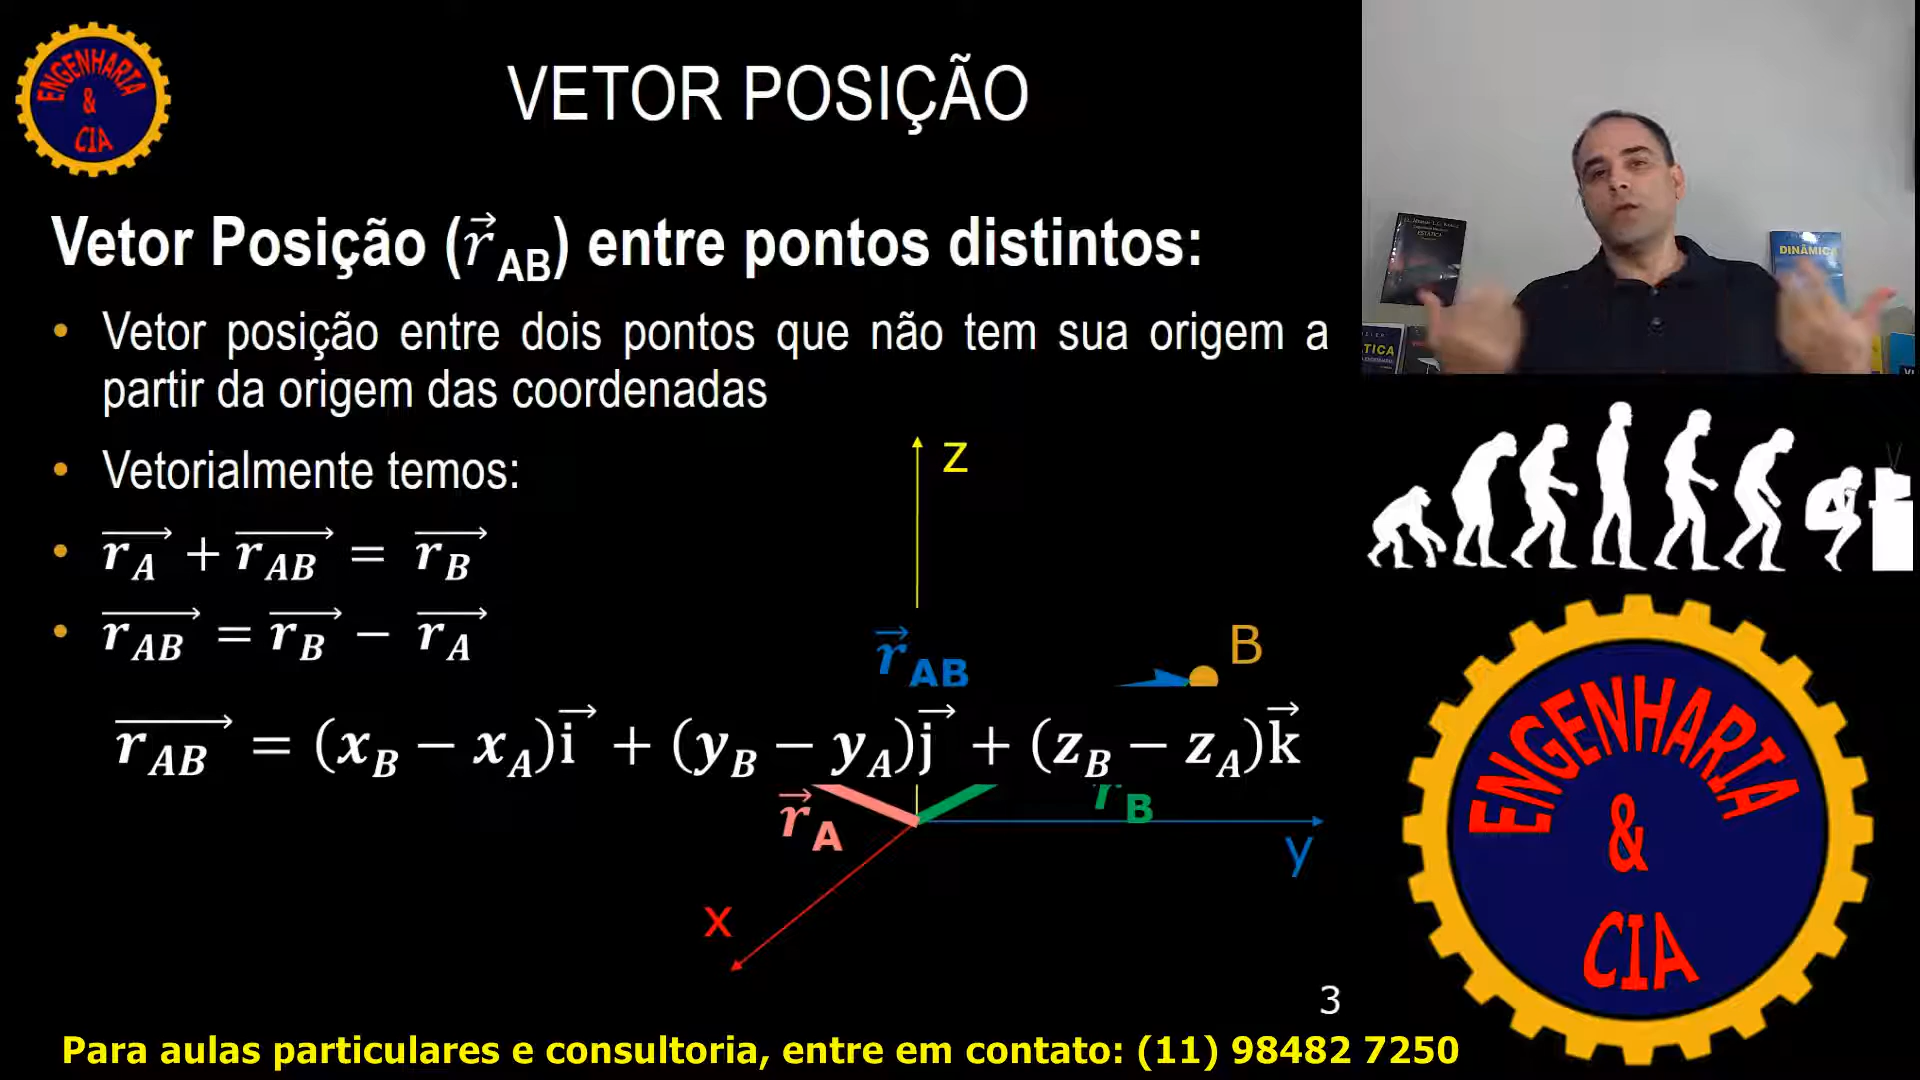 ENGENHARIA
&
CIA
VETOR POSIÇÃO
Vetor Posição (r⃗AB) entre pontos distintos:
• Vetor posição entre dois pontos que não tem sua origem a
partir da origem das coordenadas
• Vetorialmente temos:
• r⃗A + r⃗AB = r⃗B
• r⃗AB = r⃗B − r⃗A
r⃗AB = (xB − xA)i⃗ + (yB − yA)j⃗ + (zB − zA)k⃗
z
r⃗AB
B
r⃗A
rB
y
x
3
ESTÁTICA
DINÂMICA
ENGENHARIA
&
CIA
Para aulas particulares e consultoria, entre em contato: (11) 98482 7250